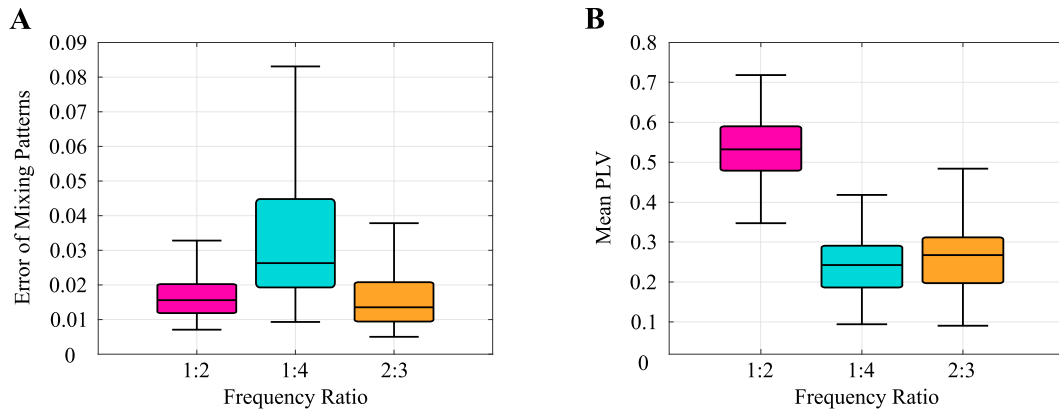 A
Error of Mixing Patterns
0.09
0.08
0.07
0.06
0.05
0.04
0.03
0.02
0.01
0
1:2 1:4 2:3
Frequency Ratio
B
Mean PLV
0.8
0.7
0.6
0.5
0.4
0.3
0.2
0.1
0
1:2 1:4 2:3
Frequency Ratio